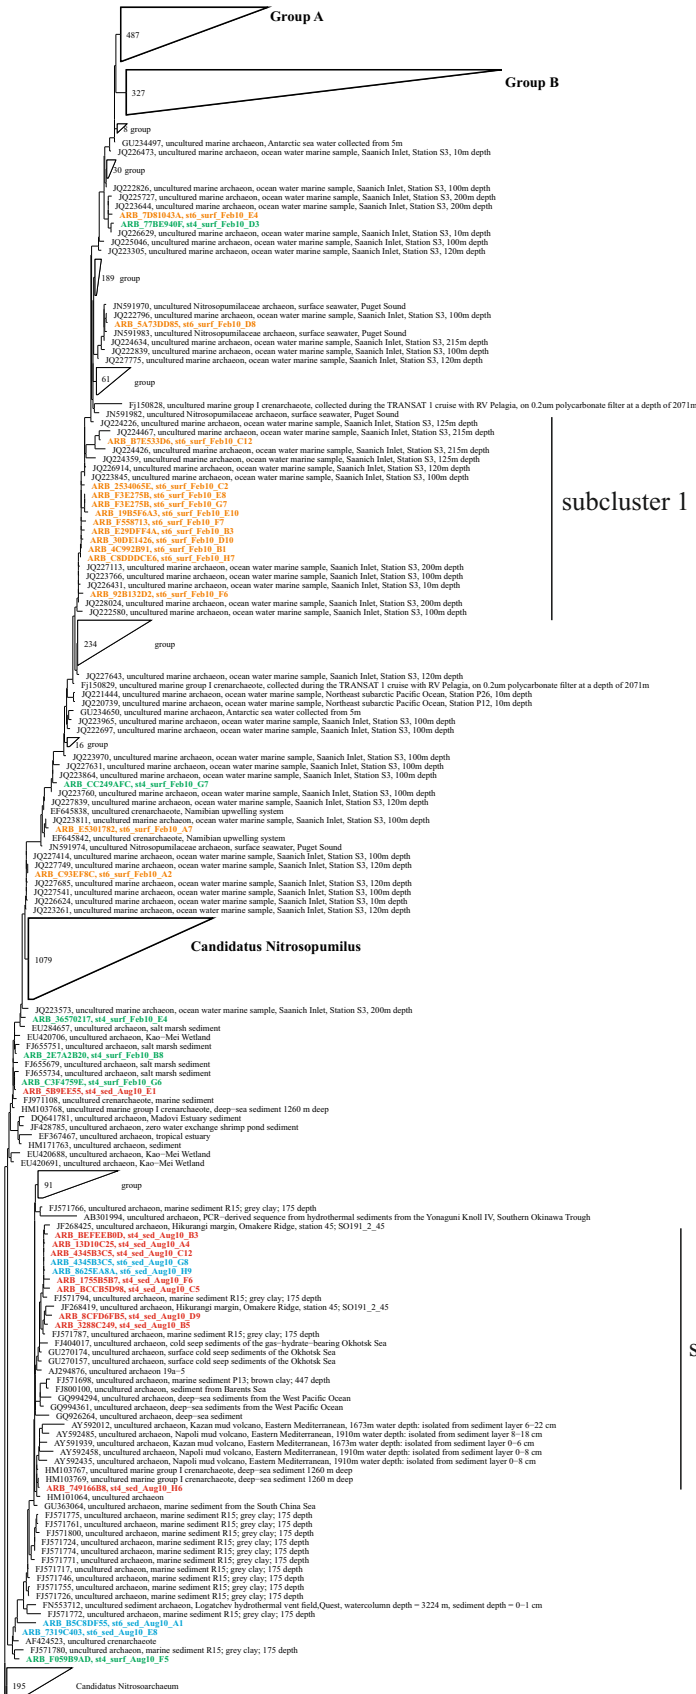 Group A
487
Group B
327
8 group
GU234497, uncultured marine archaeon, Antarctic sea water collected from 5m
JQ226473, uncultured marine archaeon, ocean water marine sample, Saanich Inlet, Station S3, 10m depth
30 group
JQ222826, uncultured marine archaeon, ocean water marine sample, Saanich Inlet, Station S3, 100m depth
JQ225727, uncultured marine archaeon, ocean water marine sample, Saanich Inlet, Station S3, 200m depth
JQ223644, uncultured marine archaeon, ocean water marine sample, Saanich Inlet, Station S3, 200m depth
ARB_7D81043A, st6_surf_Feb10_E4
ARB_77BE940F, st4_surf_Feb10_D3
JQ226629, uncultured marine archaeon, ocean water marine sample, Saanich Inlet, Station S3, 10m depth
JQ225046, uncultured marine archaeon, ocean water marine sample, Saanich Inlet, Station S3, 100m depth
JQ223305, uncultured marine archaeon, ocean water marine sample, Saanich Inlet, Station S3, 120m depth
189 group
JN591970, uncultured Nitrosopumilaceae archaeon, surface seawater, Puget Sound
JQ222796, uncultured marine archaeon, ocean water marine sample, Saanich Inlet, Station S3, 100m depth
ARB_5A73DD85, st6_surf_Feb10_D8
JN591983, uncultured Nitrosopumilaceae archaeon, surface seawater, Puget Sound
JQ224634, uncultured marine archaeon, ocean water marine sample, Saanich Inlet, Station S3, 215m depth
JQ222839, uncultured marine archaeon, ocean water marine sample, Saanich Inlet, Station S3, 100m depth
JQ227775, uncultured marine archaeon, ocean water marine sample, Saanich Inlet, Station S3, 120m depth
61 group
Fj150828, uncultured marine group I crenarchaeote, collected during the TRANSAT 1 cruise with RV Pelagia, on 0.2um polycarbonate filter at a depth of 2071m
JN591982, uncultured Nitrosopumilaceae archaeon, surface seawater, Puget Sound
JQ224226, uncultured marine archaeon, ocean water marine sample, Saanich Inlet, Station S3, 125m depth
JQ224467, uncultured marine archaeon, ocean water marine sample, Saanich Inlet, Station S3, 215m depth
ARB_B7E533D6, st6_surf_Feb10_C12
JQ224426, uncultured marine archaeon, ocean water marine sample, Saanich Inlet, Station S3, 215m depth
JQ224359, uncultured marine archaeon, ocean water marine sample, Saanich Inlet, Station S3, 125m depth
JQ226914, uncultured marine archaeon, ocean water marine sample, Saanich Inlet, Station S3, 120m depth
JQ223845, uncultured marine archaeon, ocean water marine sample, Saanich Inlet, Station S3, 100m depth
ARB_2534065E, st6_surf_Feb10_C2
ARB_F3E275B, st6_surf_Feb10_E8
ARB_F3E275B, st6_surf_Feb10_G7
subcluster 1
ARB_19B5F6A3, st6_surf_Feb10_E10
ARB_F558713, st6_surf_Feb10_F7
ARB_E29DFF4A, st6_surf_Feb10_B3
ARB_30DE1426, st6_surf_Feb10_D10
ARB_4C992B91, st6_surf_Feb10_B1
ARB_C8DDDCE6, st6_surf_Feb10_H7
JQ227113, uncultured marine archaeon, ocean water marine sample, Saanich Inlet, Station S3, 200m depth
JQ223766, uncultured marine archaeon, ocean water marine sample, Saanich Inlet, Station S3, 100m depth
JQ226431, uncultured marine archaeon, ocean water marine sample, Saanich Inlet, Station S3, 10m depth
ARB_92B132D2, st6_surf_Feb10_F6
JQ228024, uncultured marine archaeon, ocean water marine sample, Saanich Inlet, Station S3, 200m depth
JQ222580, uncultured marine archaeon, ocean water marine sample, Saanich Inlet, Station S3, 100m depth
234 group
JQ227643, uncultured marine archaeon, ocean water marine sample, Saanich Inlet, Station S3, 120m depth
Fj150829, uncultured marine group I crenarchaeote, collected during the TRANSAT 1 cruise with RV Pelagia, on 0.2um polycarbonate filter at a depth of 2071m
JQ221444, uncultured marine archaeon, ocean water marine sample, Northeast subarctic Pacific Ocean, Station P26, 10m depth
JQ220739, uncultured marine archaeon, ocean water marine sample, Northeast subarctic Pacific Ocean, Station P12, 10m depth
GU234650, uncultured marine archaeon, Antarctic sea water collected from 5m
JQ223965, uncultured marine archaeon, ocean water marine sample, Saanich Inlet, Station S3, 100m depth
JQ222697, uncultured marine archaeon, ocean water marine sample, Saanich Inlet, Station S3, 100m depth
16 group
JQ223970, uncultured marine archaeon, ocean water marine sample, Saanich Inlet, Station S3, 100m depth
JQ227631, uncultured marine archaeon, ocean water marine sample, Saanich Inlet, Station S3, 100m depth
JQ223864, uncultured marine archaeon, ocean water marine sample, Saanich Inlet, Station S3, 100m depth
ARB_CC249AFC, st4_surf_Feb10_G7
JQ223760, uncultured marine archaeon, ocean water marine sample, Saanich Inlet, Station S3, 100m depth
JQ227839, uncultured marine archaeon, ocean water marine sample, Saanich Inlet, Station S3, 120m depth
EF645838, uncultured crenarchaeote, Namibian upwelling system
JQ223811, uncultured marine archaeon, ocean water marine sample, Saanich Inlet, Station S3, 100m depth
ARB_E5301782, st6_surf_Feb10_A7
EF645842, uncultured crenarchaeote, Namibian upwelling system
JN591974, uncultured Nitrosopumilaceae archaeon, surface seawater, Puget Sound
JQ227414, uncultured marine archaeon, ocean water marine sample, Saanich Inlet, Station S3, 100m depth
JQ227749, uncultured marine archaeon, ocean water marine sample, Saanich Inlet, Station S3, 120m depth
ARB_C93EF8C, st6_surf_Feb10_A2
JQ227685, uncultured marine archaeon, ocean water marine sample, Saanich Inlet, Station S3, 120m depth
JQ227541, uncultured marine archaeon, ocean water marine sample, Saanich Inlet, Station S3, 100m depth
JQ226624, uncultured marine archaeon, ocean water marine sample, Saanich Inlet, Station S3, 10m depth
JQ223261, uncultured marine archaeon, ocean water marine sample, Saanich Inlet, Station S3, 120m depth
Candidatus Nitrosopumilus
1079
JQ223573, uncultured marine archaeon, ocean water marine sample, Saanich Inlet, Station S3, 200m depth
ARB_36570217, st4_surf_Feb10_E4
EU284657, uncultured archaeon, salt marsh sediment
EU420706, uncultured archaeon, Kao−Mei Wetland
FJ655751, uncultured archaeon, salt marsh sediment
ARB_2E7A2B20, st4_surf_Feb10_B8
FJ655679, uncultured archaeon, salt marsh sediment
FJ655734, uncultured archaeon, salt marsh sediment
ARB_C3F4759E, st4_surf_Feb10_G6
ARB_5B9EE55, st4_sed_Aug10_E1
FJ971108, uncultured crenarchaeote, marine sediment
HM103768, uncultured marine group I crenarchaeote, deep−sea sediment 1260 m deep
DQ641781, uncultured archaeon, Madovi Estuary sediment
JF428785, uncultured archaeon, zero water exchange shrimp pond sediment
EF367467, uncultured archaeon, tropical estuary
HM171763, uncultured archaeon, sediment
EU420688, uncultured archaeon, Kao−Mei Wetland
EU420691, uncultured archaeon, Kao−Mei Wetland
91 group
FJ571766, uncultured archaeon, marine sediment R15; grey clay; 175 depth
AB301994, uncultured archaeon, PCR−derived sequence from hydrothermal sediments from the Yonaguni Knoll IV, Southern Okinawa Trough
JF268425, uncultured archaeon, Hikurangi margin, Omakere Ridge, station 45; SO191_2_45
ARB_BEFEEB0D, st4_sed_Aug10_B3
ARB_13D10C25, st4_sed_Aug10_A4
ARB_4345B3C5, st4_sed_Aug10_C12
ARB_4345B3C5, st6_sed_Aug10_G8
ARB_8625EA8A, st6_sed_Aug10_H9
ARB_1755B5B7, st4_sed_Aug10_F6
ARB_BCCB5D98, st4_sed_Aug10_C5
FJ571794, uncultured archaeon, marine sediment R15; grey clay; 175 depth
JF268419, uncultured archaeon, Hikurangi margin, Omakere Ridge, station 45; SO191_2_45
ARB_8CFD6FB5, st4_sed_Aug10_D9
ARB_3288C249, st4_sed_Aug10_B5
FJ571787, uncultured archaeon, marine sediment R15; grey clay; 175 depth
FJ404017, uncultured archaeon, cold seep sediments of the gas−hydrate−bearing Okhotsk Sea
GU270174, uncultured archaeon, surface cold seep sediments of the Okhotsk Sea
s
GU270157, uncultured archaeon, surface cold seep sediments of the Okhotsk Sea
AJ294876, uncultured archaeon 19a−5
FJ571698, uncultured archaeon, marine sediment P13; brown clay; 447 depth
FJ800100, uncultured archaeon, sediment from Barents Sea
GQ994294, uncultured archaeon, deep−sea sediments from the West Pacific Ocean
GQ994361, uncultured archaeon, deep−sea sediments from the West Pacific Ocean
GQ926264, uncultured archaeon, deep−sea sediment
AY592012, uncultured archaeon, Kazan mud volcano, Eastern Mediterranean, 1673m water depth: isolated from sediment layer 6−22 cm
AY592485, uncultured archaeon, Napoli mud volcano, Eastern Mediterranean, 1910m water depth: isolated from sediment layer 8−18 cm
AY591939, uncultured archaeon, Kazan mud volcano, Eastern Mediterranean, 1673m water depth: isolated from sediment layer 0−6 cm
AY592458, uncultured archaeon, Napoli mud volcano, Eastern Mediterranean, 1910m water depth: isolated from sediment layer 0−8 cm
AY592435, uncultured archaeon, Napoli mud volcano, Eastern Mediterranean, 1910m water depth: isolated from sediment layer 0−8 cm
HM103767, uncultured marine group I crenarchaeote, deep−sea sediment 1260 m deep
HM103769, uncultured marine group I crenarchaeote, deep−sea sediment 1260 m deep
ARB_749166B8, st4_sed_Aug10_H6
HM101064, uncultured archaeon
GU363064, uncultured archaeon, marine sediment from the South China Sea
FJ571775, uncultured archaeon, marine sediment R15; grey clay; 175 depth
FJ571761, uncultured archaeon, marine sediment R15; grey clay; 175 depth
FJ571800, uncultured archaeon, marine sediment R15; grey clay; 175 depth
FJ571724, uncultured archaeon, marine sediment R15; grey clay; 175 depth
FJ571774, uncultured archaeon, marine sediment R15; grey clay; 175 depth
FJ571771, uncultured archaeon, marine sediment R15; grey clay; 175 depth
FJ571717, uncultured archaeon, marine sediment R15; grey clay; 175 depth
FJ571746, uncultured archaeon, marine sediment R15; grey clay; 175 depth
FJ571755, uncultured archaeon, marine sediment R15; grey clay; 175 depth
FJ571726, uncultured archaeon, marine sediment R15; grey clay; 175 depth
FN553712, uncultured sediment archaeon, Logatchev hydrothermal vent field,Quest, watercolumn depth = 3224 m, sediment depth = 0−1 cm
FJ571772, uncultured archaeon, marine sediment R15; grey clay; 175 depth
ARB_B5C8DF55, st6_sed_Aug10_A1
ARB_7319C403, st6_sed_Aug10_E8
AF424523, uncultured crenarchaeote
FJ571780, uncultured archaeon, marine sediment R15; grey clay; 175 depth
ARB_F059B9AD, st4_surf_Aug10_F5
195 Candidatus Nitrosoarchaeum